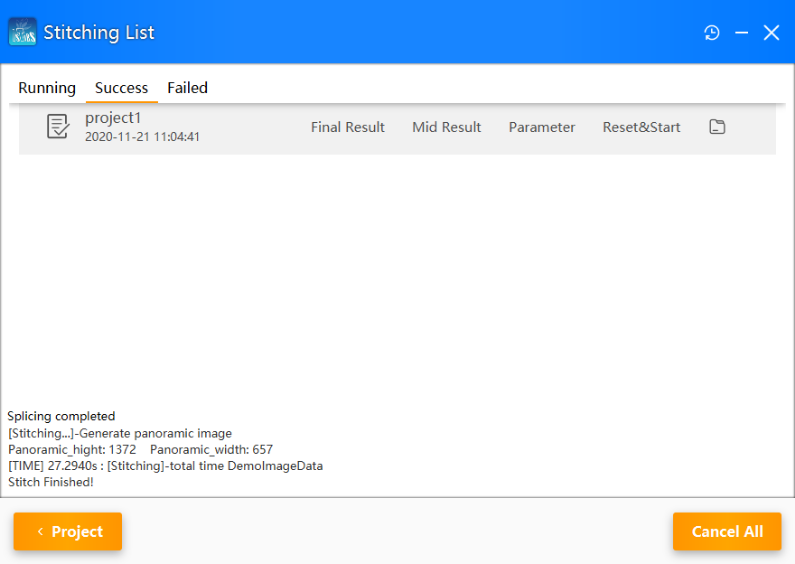 Stitching List
Running Success Failed
project1
2020-11-21 11:04:41
Final Result Mid Result Parameter Reset&Start
Splicing completed
[Stitching...]-Generate panoramic image
Panoramic_hight: 1372 Panoramic_width: 657
[TIME] 27.2940s : [Stitching]-total time DemoImageData
Stitch Finished!
< Project
Cancel All